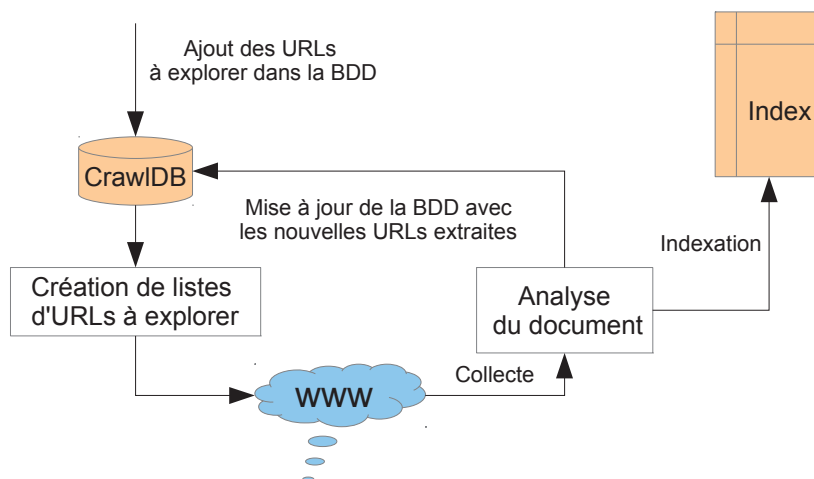 Ajout des URLs
à explorer dans la BDD
Index
CrawlDB
Mise à jour de la BDD avec
les nouvelles URLs extraites
Indexation
Création de listes
d'URLs à explorer
Analyse
du document
Collecte
WWW